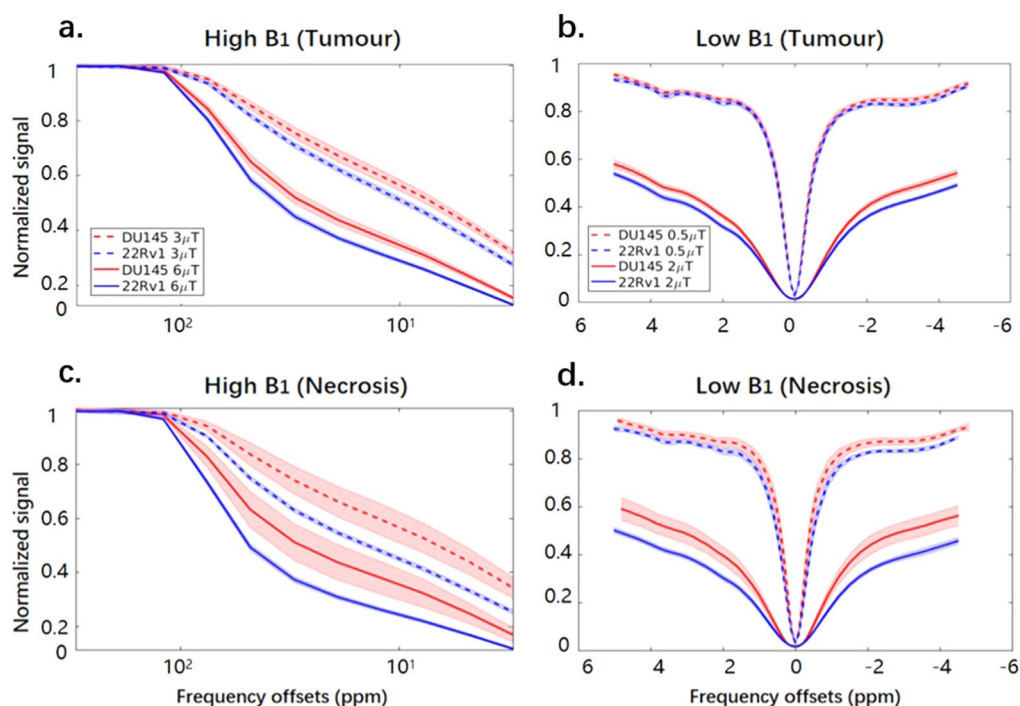 a.
High B1 (Tumour)
Normalized signal
1
0.8
0.6
0.4
0.2
0
DU145 3μT
22Rv1 3μT
DU145 6μT
22Rv1 6μT
10²
10¹
b.
Low B1 (Tumour)
1
0.8
0.6
0.4
0.2
0
DU145 0.5μT
22Rv1 0.5μT
DU145 2μT
22Rv1 2μT
6
4
2
0
-2
-4
-6
c.
High B1 (Necrosis)
Normalized signal
1
0.8
0.6
0.4
0.2
0
10²
10¹
Frequency offsets (ppm)
d.
Low B1 (Necrosis)
1
0.8
0.6
0.4
0.2
0
6
4
2
0
-2
-4
-6
Frequency offsets (ppm)